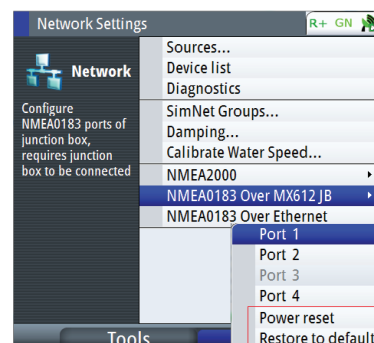 Network Settings
R+ GN
Network
Configure
NMEA0183 ports of
junction box,
requires junction
box to be connected
Sources...
Device list
Diagnostics
SimNet Groups...
Damping...
Calibrate Water Speed...
NMEA2000
NMEA0183 Over MX612 JB
NMEA0183 Over Ethernet
Port 1
Port 2
Port 3
Port 4
Power reset
Restore to default
Tools